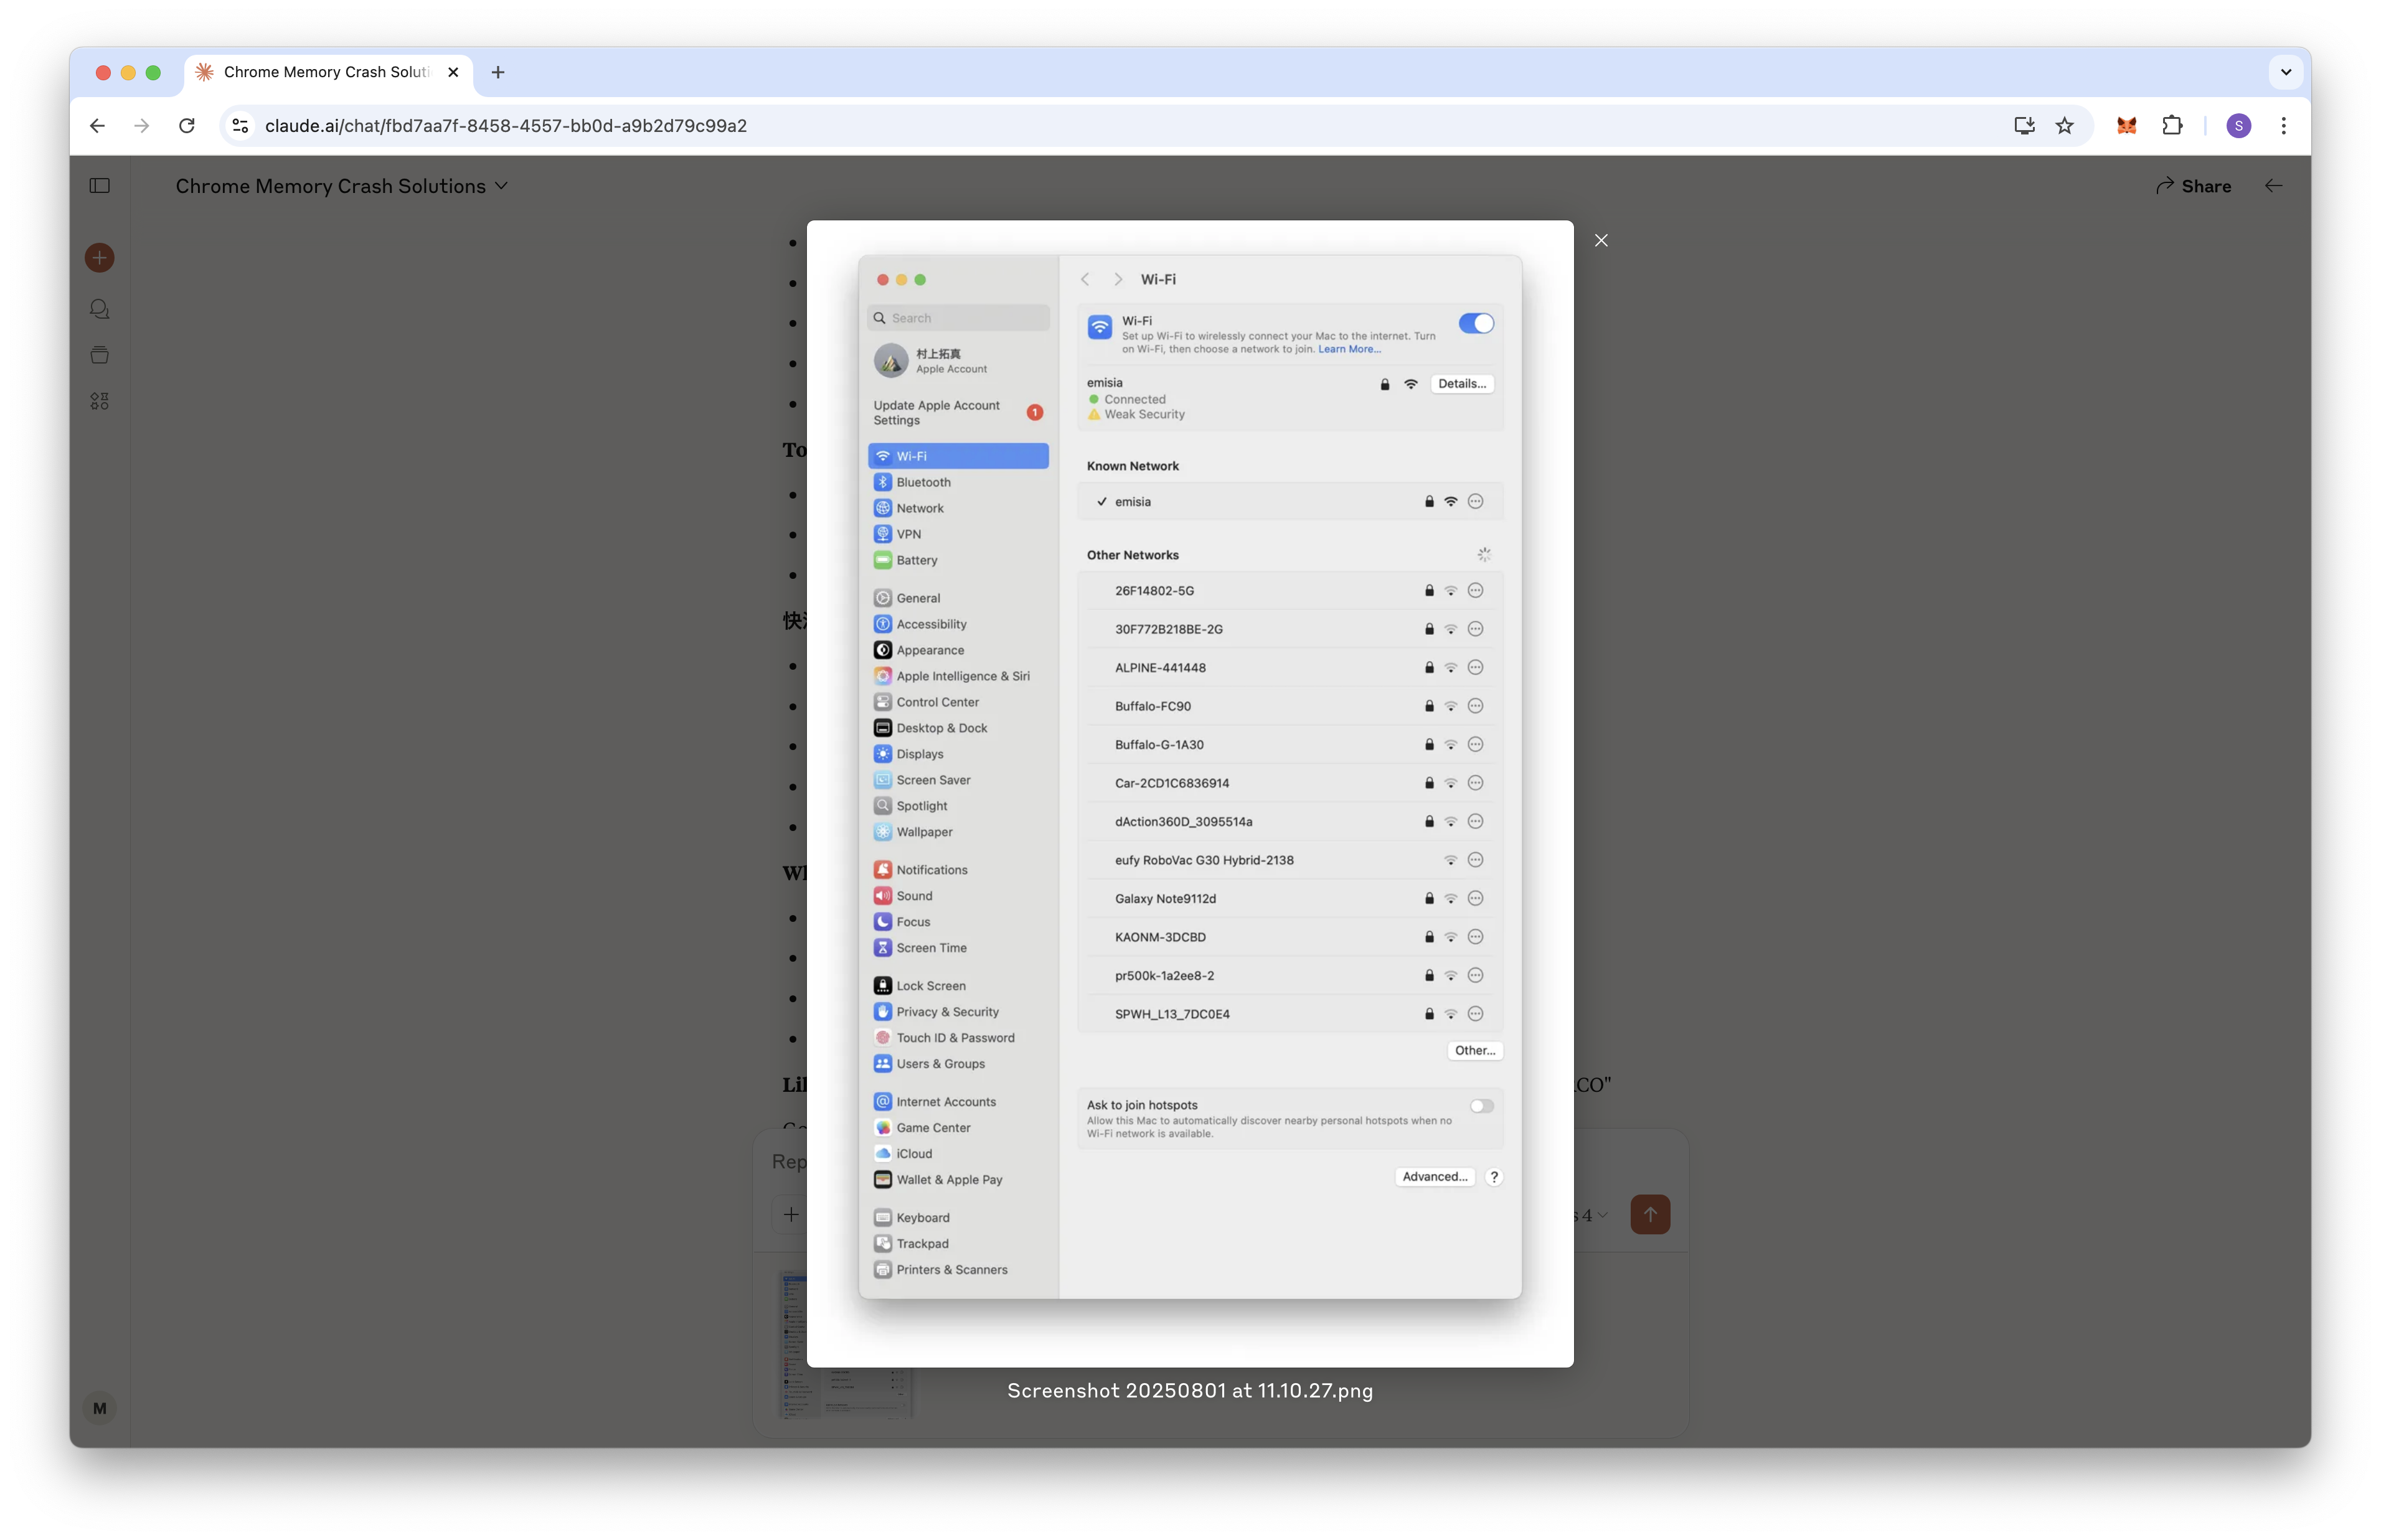 Chrome Memory Crash Soluti
claude.ai/chat/fbd7aa7f-8458-4557-bb0d-a9b2d79c99a2
S
Chrome Memory Crash Solutions
Share
To
快
Wh
Lil
CO"
Rep
s 4
M
Search
村上拓真
Apple Account
Update Apple Account
Settings
1
Wi-Fi
Bluetooth
Network
VPN
Battery
General
Accessibility
Appearance
Apple Intelligence & Siri
Control Center
Desktop & Dock
Displays
Screen Saver
Spotlight
Wallpaper
Notifications
Sound
Focus
Screen Time
Lock Screen
Privacy & Security
Touch ID & Password
Users & Groups
Internet Accounts
Game Center
iCloud
Wallet & Apple Pay
Keyboard
Trackpad
Printers & Scanners
Wi-Fi
Wi-Fi
Set up Wi-Fi to wirelessly connect your Mac to the internet. Turn
on Wi-Fi, then choose a network to join. Learn More...
emisia
Details...
Connected
Weak Security
Known Network
emisia
Other Networks
26F14802-5G
30F772B218BE-2G
ALPINE-441448
Buffalo-FC90
Buffalo-G-1A30
Car-2CD1C6836914
dAction360D_3095514a
eufy RoboVac G30 Hybrid-2138
Galaxy Note9112d
KAONM-3DCBD
pr500k-1a2ee8-2
SPWH_L13_7DC0E4
Other...
Ask to join hotspots
Allow this Mac to automatically discover nearby personal hotspots when no
Wi-Fi network is available.
Advanced...
?
Screenshot 20250801 at 11.10.27.png